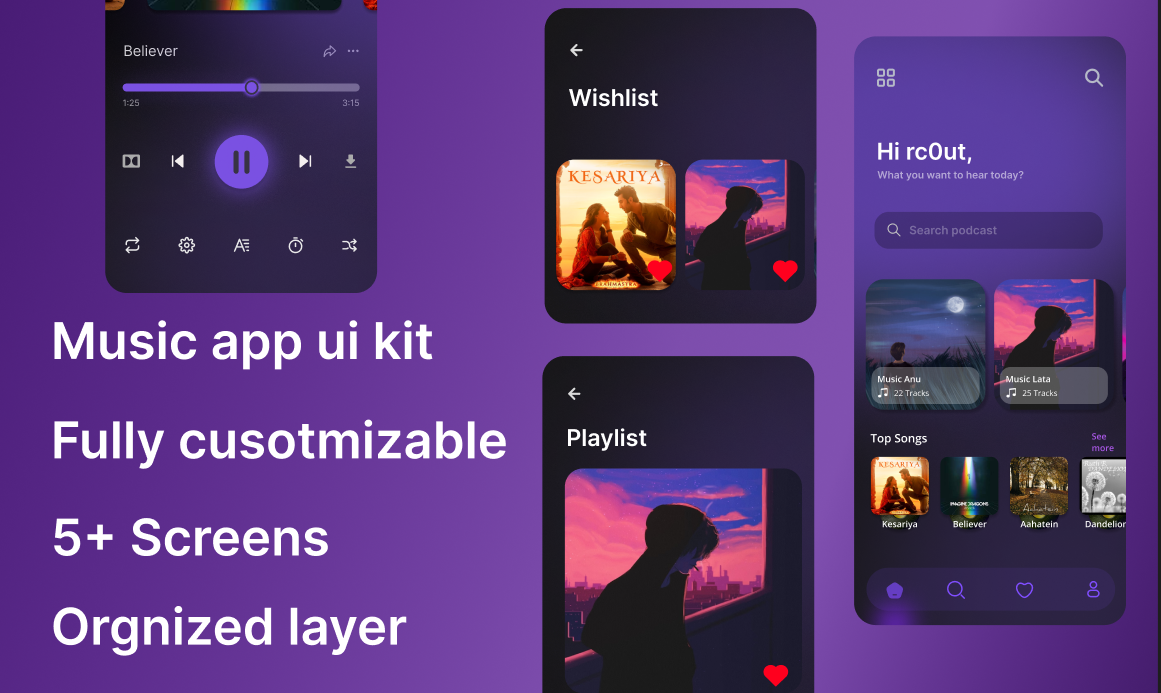 Believer
1:25
3:15
Music app ui kit
Fully cusotmizable
5+ Screens
Orgnized layer
Wishlist
KESARIYA
BRAHMĀSTRA
Playlist
Hi rc0ut,
What you want to hear today?
Search podcast
Music Anu
22 Tracks
Music Lata
25 Tracks
Top Songs
See
more
KESARIYA
IMAGINE DRAGONS
Aahatein
Kesariya
Believer
Aahatein
Dandelion